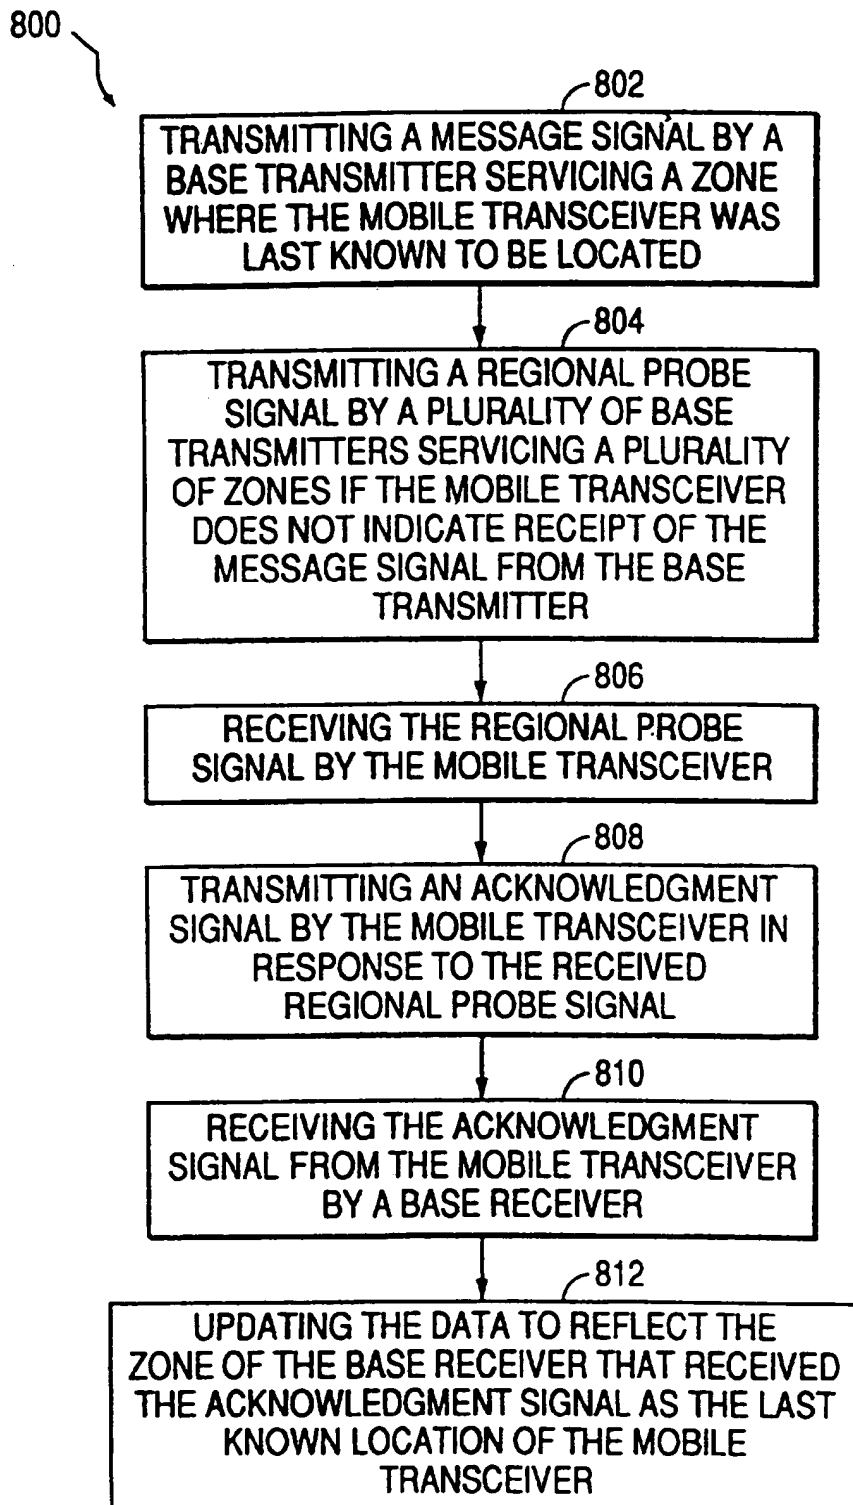 800
802
TRANSMITTING A MESSAGE SIGNAL BY A
BASE TRANSMITTER SERVICING A ZONE
WHERE THE MOBILE TRANSCEIVER WAS
LAST KNOWN TO BE LOCATED
804
TRANSMITTING A REGIONAL PROBE
SIGNAL BY A PLURALITY OF BASE
TRANSMITTERS SERVICING A PLURALITY
OF ZONES IF THE MOBILE TRANSCEIVER
DOES NOT INDICATE RECEIPT OF THE
MESSAGE SIGNAL FROM THE BASE
TRANSMITTER
806
RECEIVING THE REGIONAL PROBE
SIGNAL BY THE MOBILE TRANSCEIVER
808
TRANSMITTING AN ACKNOWLEDGMENT
SIGNAL BY THE MOBILE TRANSCEIVER IN
RESPONSE TO THE RECEIVED
REGIONAL PROBE SIGNAL
810
RECEIVING THE ACKNOWLEDGMENT
SIGNAL FROM THE MOBILE TRANSCEIVER
BY A BASE RECEIVER
812
UPDATING THE DATA TO REFLECT THE
ZONE OF THE BASE RECEIVER THAT RECEIVED
THE ACKNOWLEDGMENT SIGNAL AS THE LAST
KNOWN LOCATION OF THE MOBILE
TRANSCEIVER